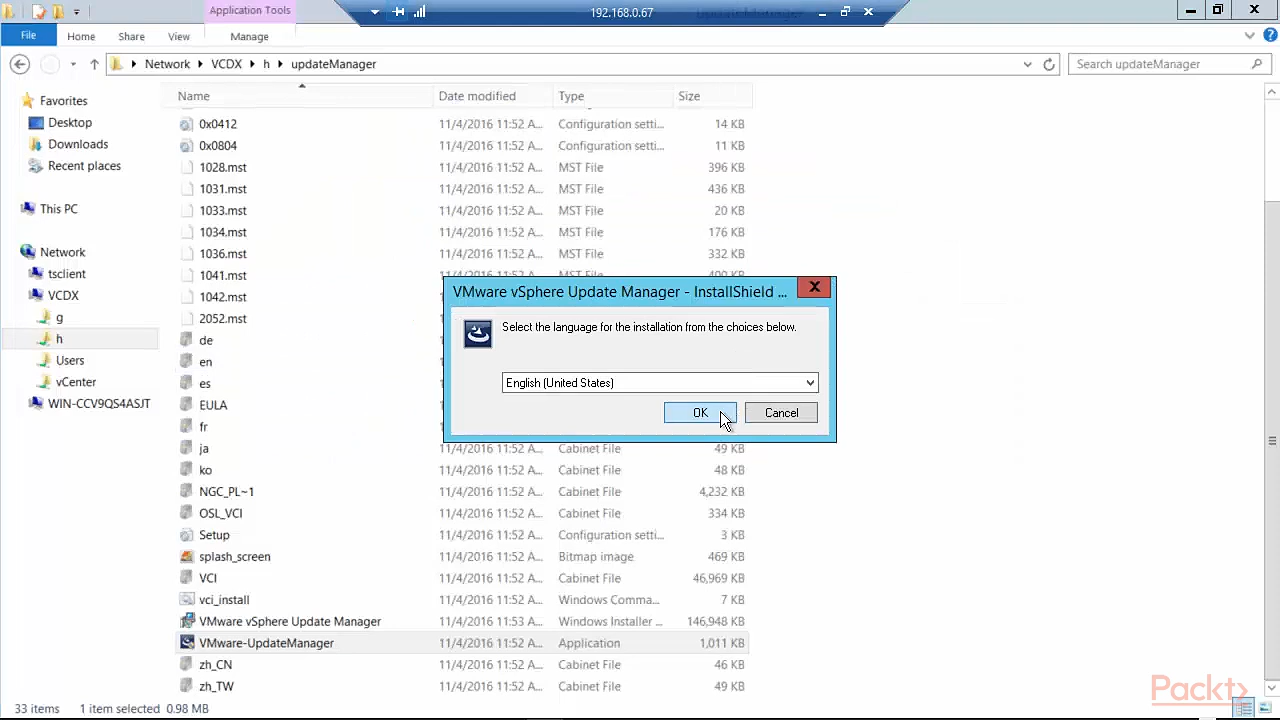 Application Tools
192.168.0.67
File Home Share View Manage
Network VCDX h updateManager
Search updateManager
Name Date modified Type Size
Favorites
Desktop
Downloads
Recent places
This PC
Network
tsclient
VCDX
g
h
Users
vCenter
WIN-CCV9QS4ASJT
0x0412 11/4/2016 11:52 A... Configuration setti... 14 KB
0x0804 11/4/2016 11:52 A... Configuration setti... 11 KB
1028.mst 11/4/2016 11:52 A... MST File 396 KB
1031.mst 11/4/2016 11:52 A... MST File 436 KB
1033.mst 11/4/2016 11:52 A... MST File 20 KB
1034.mst 11/4/2016 11:52 A... MST File 176 KB
1036.mst 11/4/2016 11:52 A... MST File 332 KB
1041.mst 11/4/2016 11:52 A... MST File
1042.mst
2052.mst
de
en
es
EULA
fr
ja 11/4/2016 11:52 A... Cabinet File 49 KB
ko 11/4/2016 11:52 A... Cabinet File 48 KB
NGC_PL~1 11/4/2016 11:52 A... Cabinet File 4,232 KB
OSL_VCI 11/4/2016 11:52 A... Cabinet File 334 KB
Setup 11/4/2016 11:52 A... Configuration setti... 3 KB
splash_screen 11/4/2016 11:52 A... Bitmap image 469 KB
VCI 11/4/2016 11:52 A... Cabinet File 46,969 KB
vci_install 11/4/2016 11:52 A... Windows Comma... 7 KB
VMware vSphere Update Manager 11/4/2016 11:53 A... Windows Installer ... 146,948 KB
VMware-UpdateManager 11/4/2016 11:52 A... Application 1,011 KB
zh_CN 11/4/2016 11:52 A... Cabinet File 46 KB
zh_TW 11/4/2016 11:52 A... Cabinet File 49 KB
VMware vSphere Update Manager - InstallShield ...
Select the language for the installation from the choices below.
English (United States)
OK Cancel
33 items 1 item selected 0.98 MB
Packt